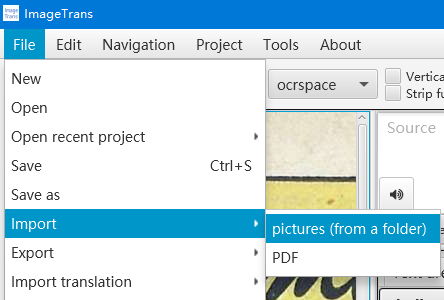 Image Trans
ImageTrans
File Edit Navigation Project Tools About
New
Open
Open recent project
Save Ctrl+S
Save as
Import
Export
Import translation
pictures (from a folder)
PDF
ocrspace
Vertica
Strip fu
Source